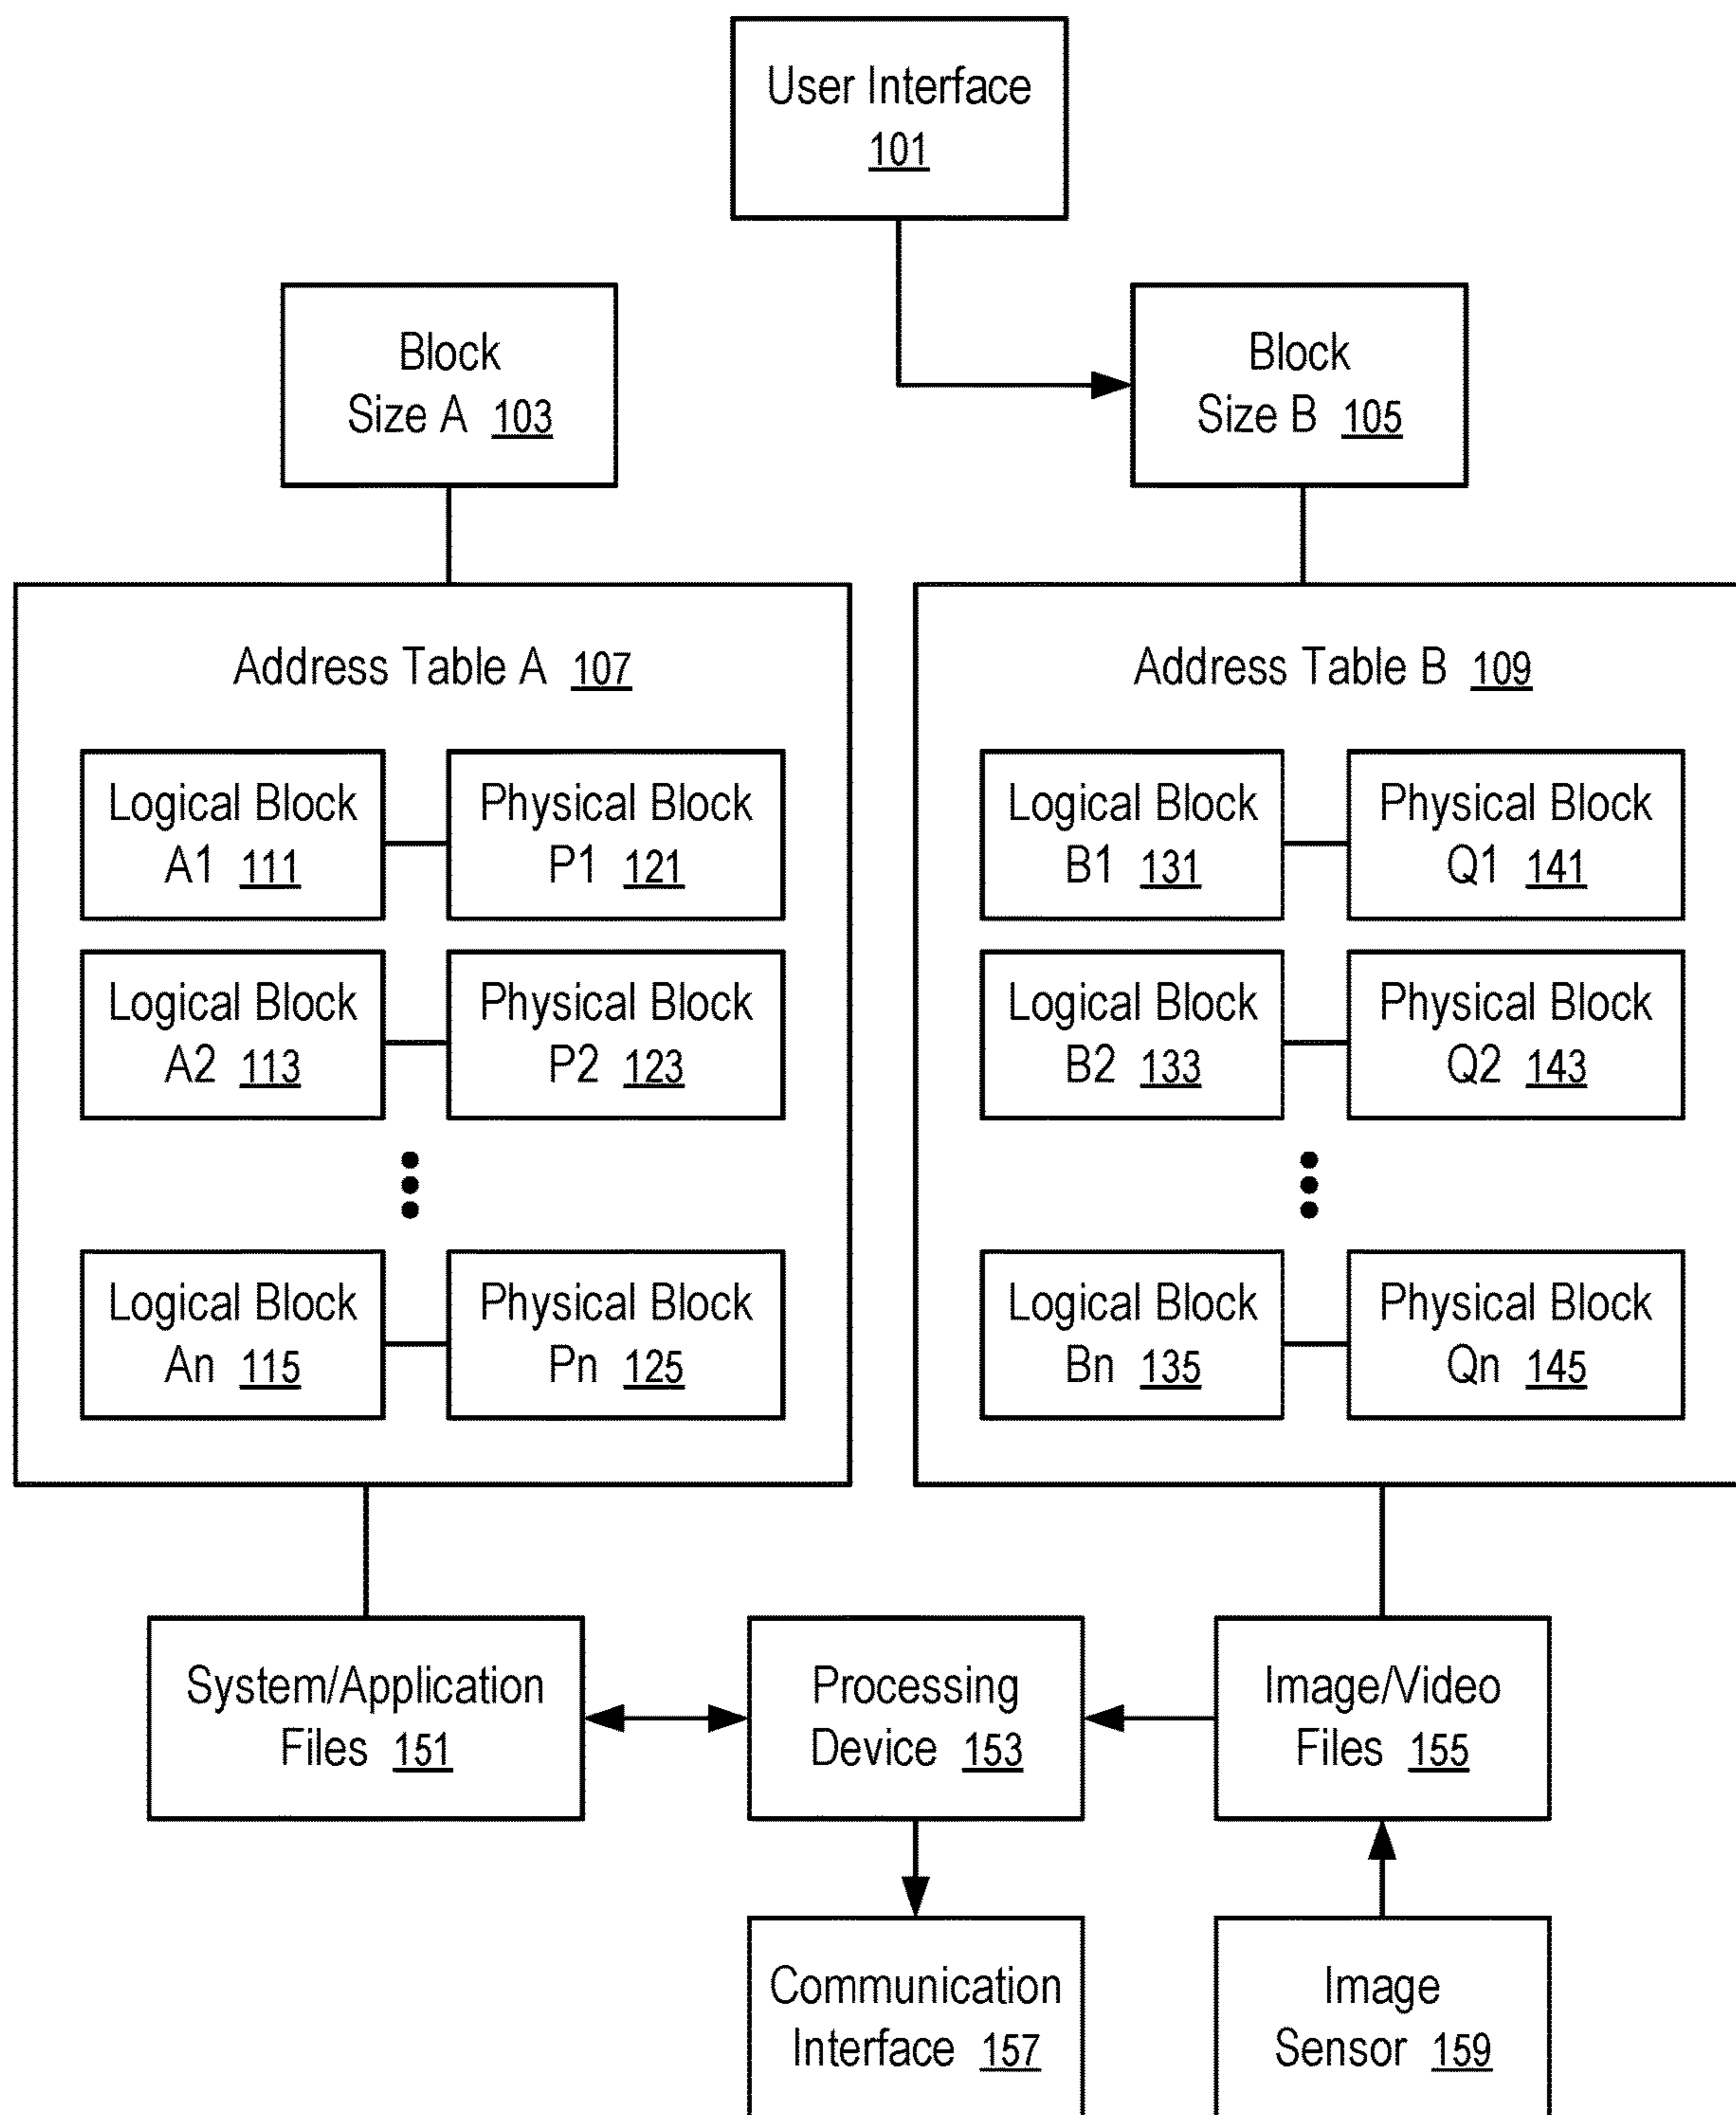 User Interface
101
Block
Size A 103
Block
Size B 105
Address Table A 107
Logical Block
A1 111
Physical Block
P1 121
Logical Block
A2 113
Physical Block
P2 123
Logical Block
An 115
Physical Block
Pn 125
Address Table B 109
Logical Block
B1 131
Physical Block
Q1 141
Logical Block
B2 133
Physical Block
Q2 143
Logical Block
Bn 135
Physical Block
Qn 145
System/Application
Files 151
Processing
Device 153
Image/Video
Files 155
Communication
Interface 157
Image
Sensor 159